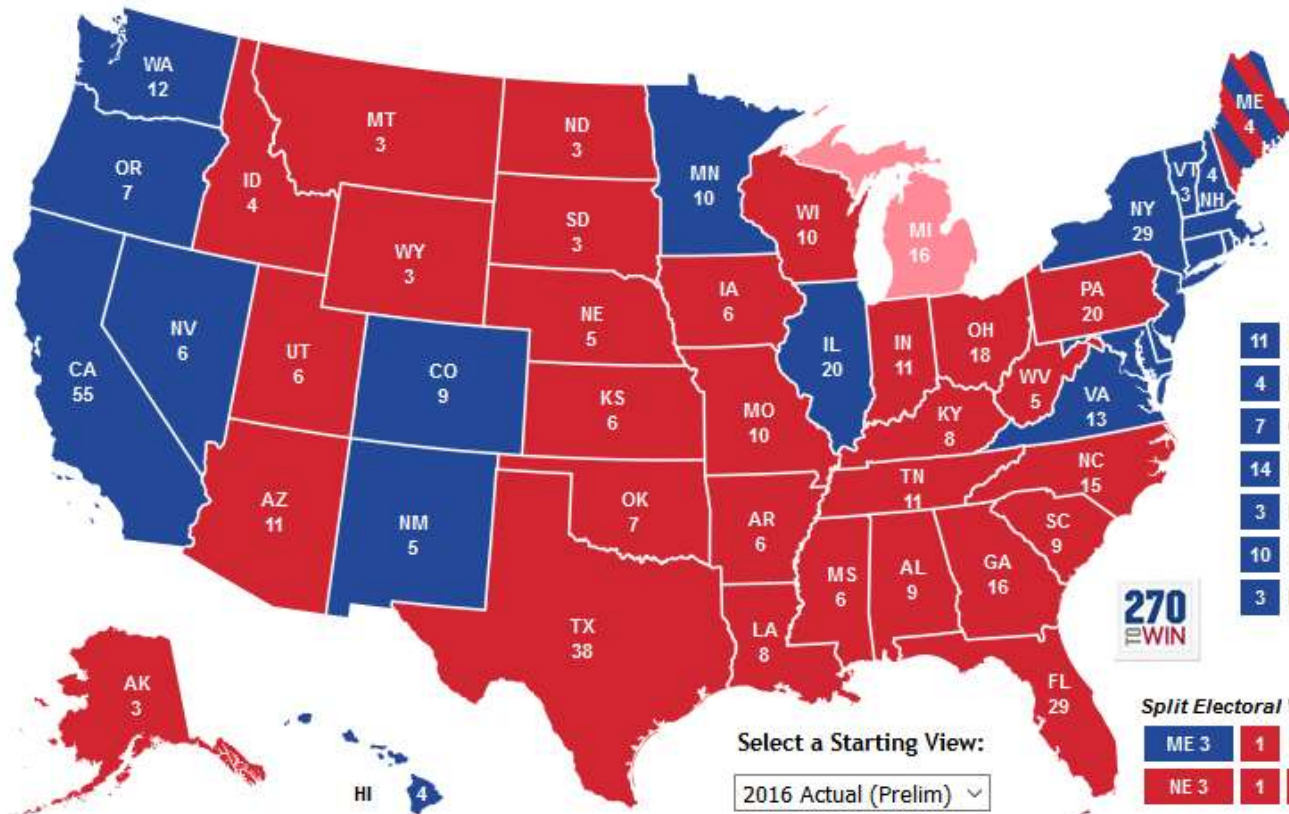 WA
12
OR
7
CA
55
NV
6
ID
4
MT
3
WY
3
UT
6
AZ
11
CO
9
NM
5
ND
3
SD
3
NE
5
KS
6
OK
7
TX
38
MN
10
IA
6
MO
10
AR
6
LA
8
WI
10
IL
20
MI
16
IN
11
OH
18
KY
8
TN
11
MS
6
AL
9
GA
16
FL
29
SC
9
NC
15
VA
13
WV
5
PA
20
NY
29
VT
3
4
NH
ME
4
11
4
7
14
3
10
3
270
TO WIN
AK
3
HI
4
Select a Starting View:
2016 Actual (Prelim)
Split Electoral
ME 3 1
NE 3 1